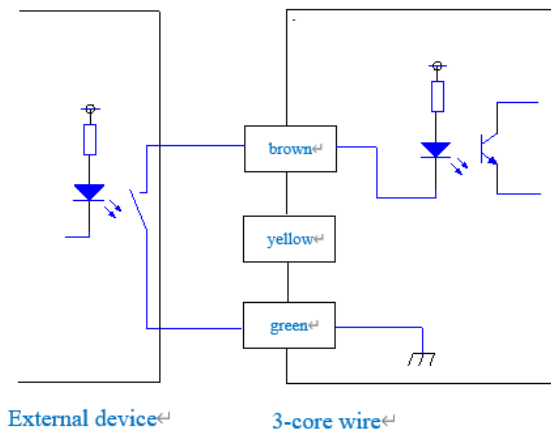 brown↵
yellow↵
green↵
External device↵
3-core wire↵